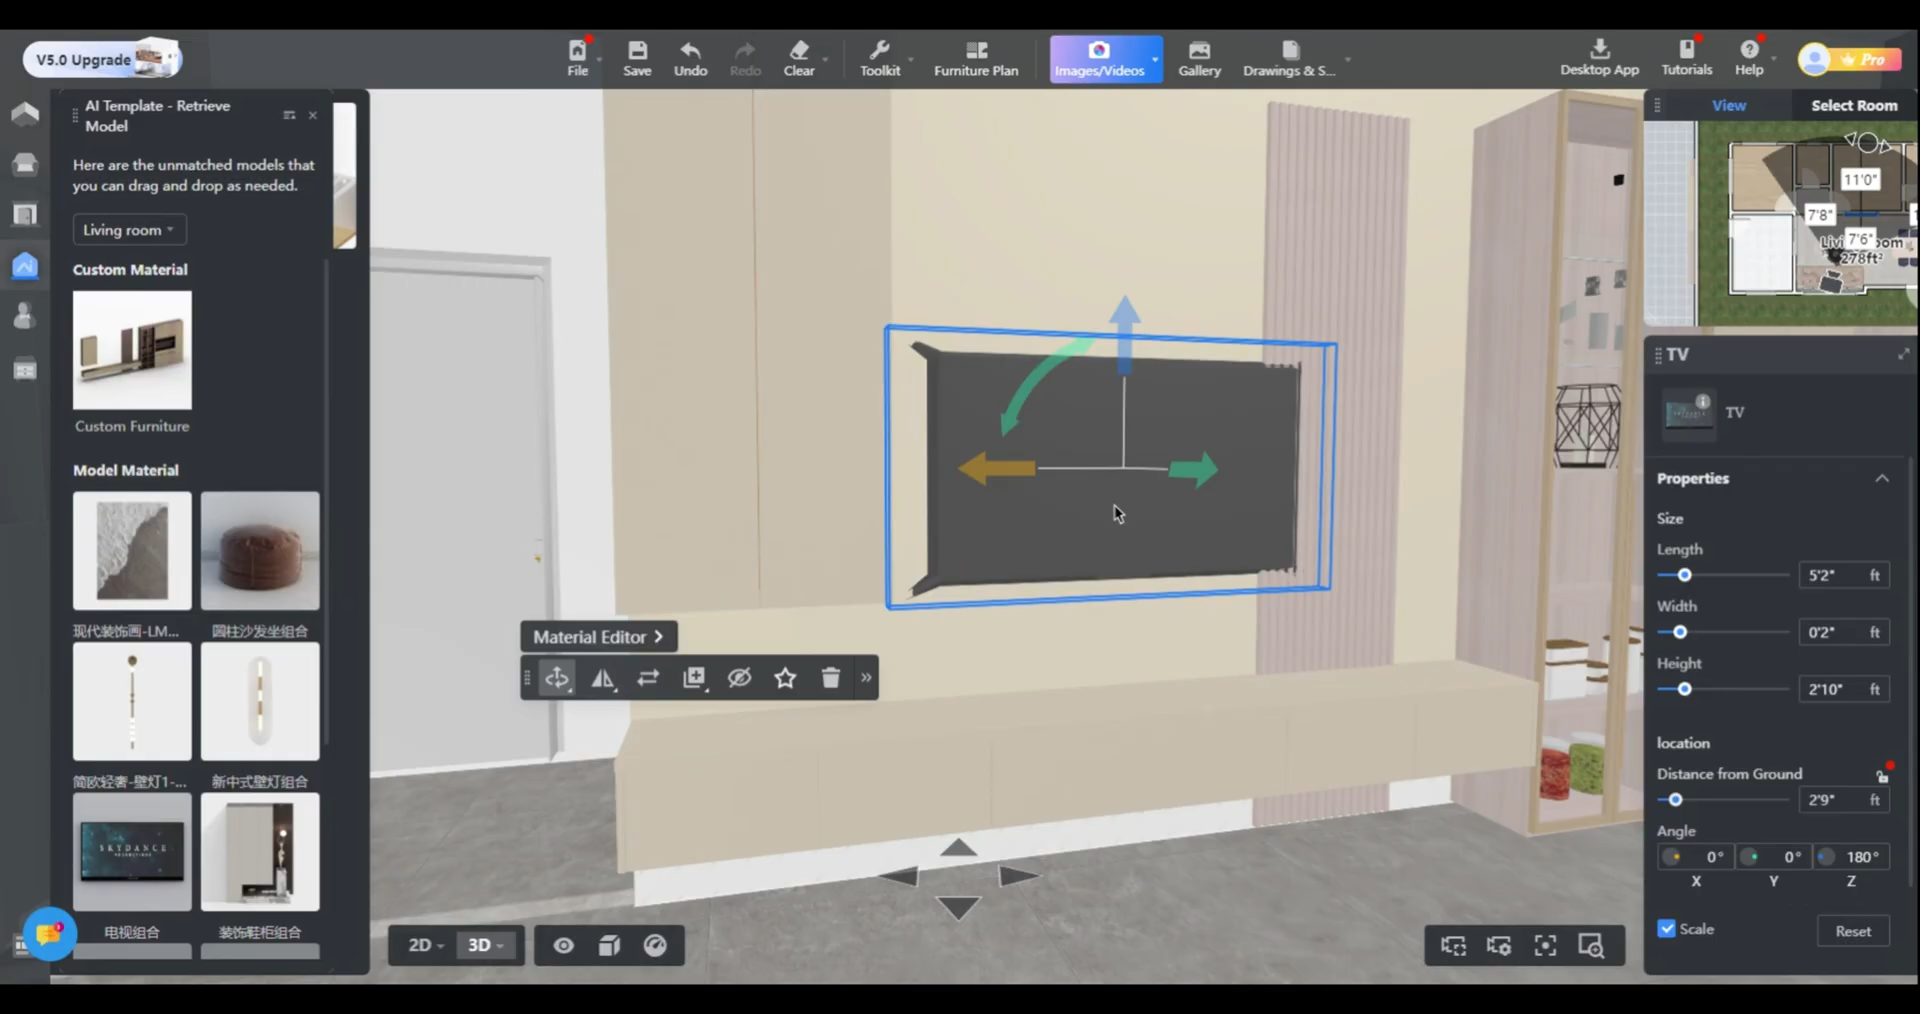 V5.0 Upgrade
File
Save
Undo
Redo
Clear
Toolkit
Furniture Plan
Images/Videos
Gallery
Drawings & S...
Desktop App
Tutorials
Help
Pro
AI Template - Retrieve
Model
Here are the unmatched models that
you can drag and drop as needed.
Living room
Custom Material
Custom Furniture
Model Material
现代装饰画-LM...
圆柱沙发坐组合
简欧轻奢-壁灯1-...
新中式壁灯组合
SKYDANCE
电视组合
装饰鞋柜组合
Material Editor >
2D
3D
View
Select Room
11'0"
7'8"
7'6"
278ft²
TV
TV
Properties
Size
Length
5'2" ft
Width
0'2" ft
Height
2'10" ft
location
Distance from Ground
2'9" ft
Angle
0° 0° 180°
X Y Z
Scale
Reset